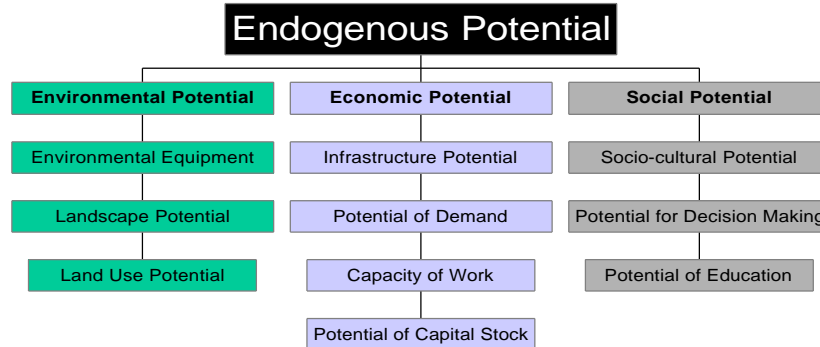 Endogenous Potential
Environmental Potential
Economic Potential
Social Potential
Environmental Equipment
Infrastructure Potential
Socio-cultural Potential
Landscape Potential
Potential of Demand
Potential for Decision Making
Land Use Potential
Capacity of Work
Potential of Education
Potential of Capital Stock